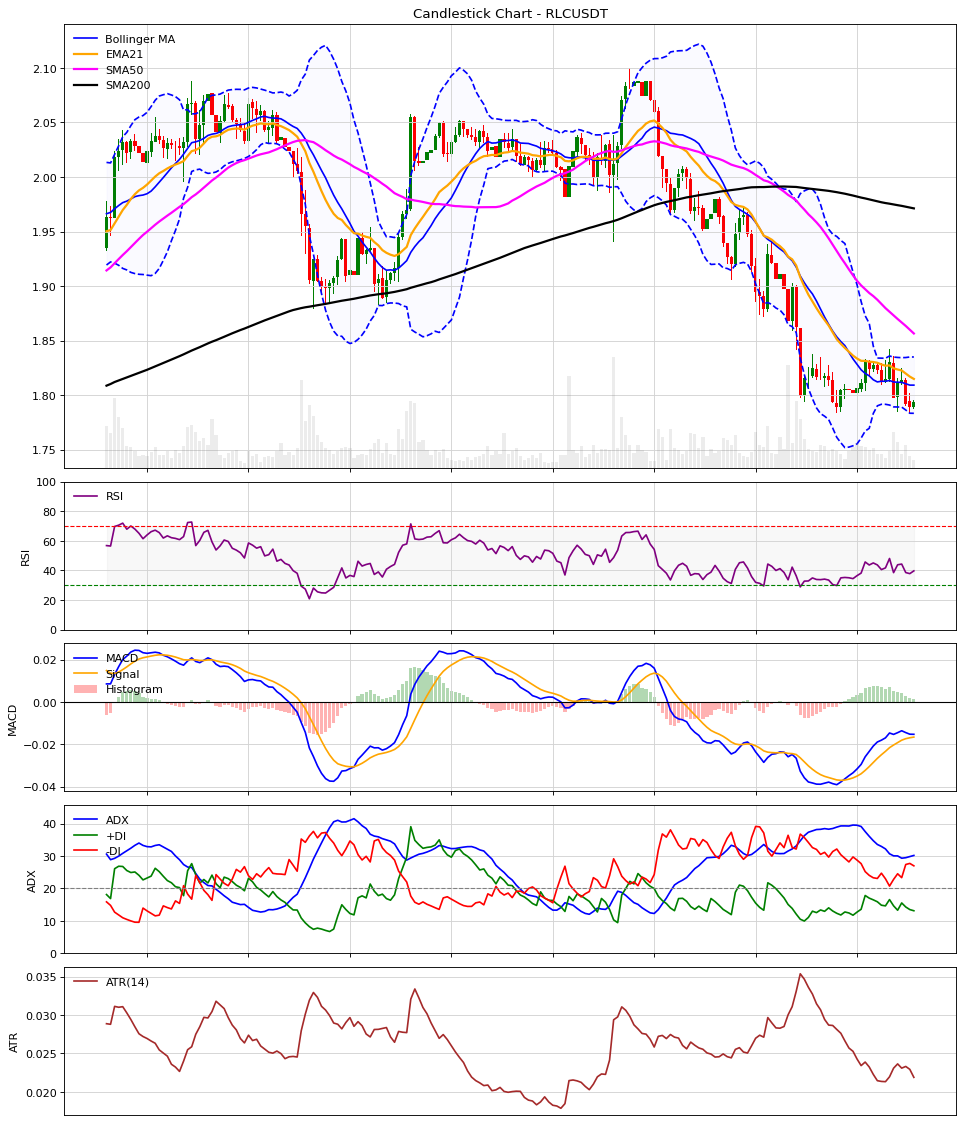 Candlestick Chart - RLCUSDT
Bollinger MA
EMA21
SMA50
SMA200
2.10
2.05
2.00
1.95
1.90
1.85
1.80
1.75
RSI
RSI
100
80
60
40
20
0
MACD
Signal
Histogram
MACD
0.02
0.00
−0.02
−0.04
ADX
+DI
-DI
ADX
40
30
20
10
0
ATR(14)
ATR
0.035
0.030
0.025
0.020